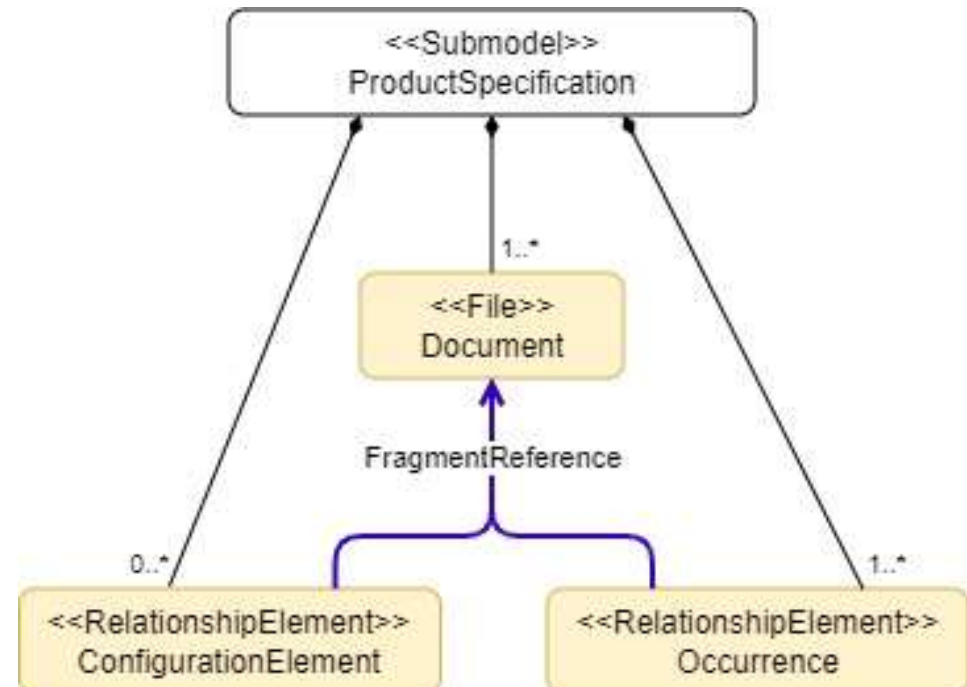 <<Submodel>>
ProductSpecification
1..*
<<File>>
Document
FragmentReference
0..*
1..*
<<RelationshipElement>>
ConfigurationElement
<<RelationshipElement>>
Occurrence